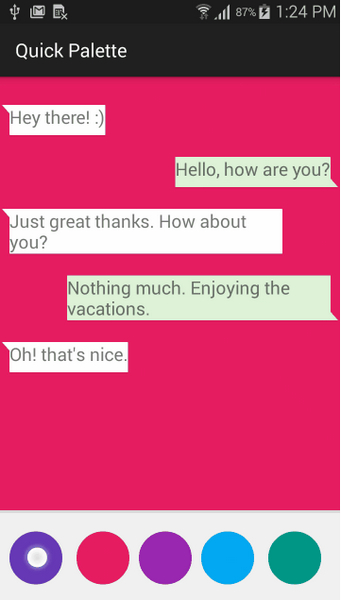 87% 1:24 PM
Quick Palette
Hey there! :)
Hello, how are you?
Just great thanks. How about
you?
Nothing much. Enjoying the
vacations.
Oh! that's nice.